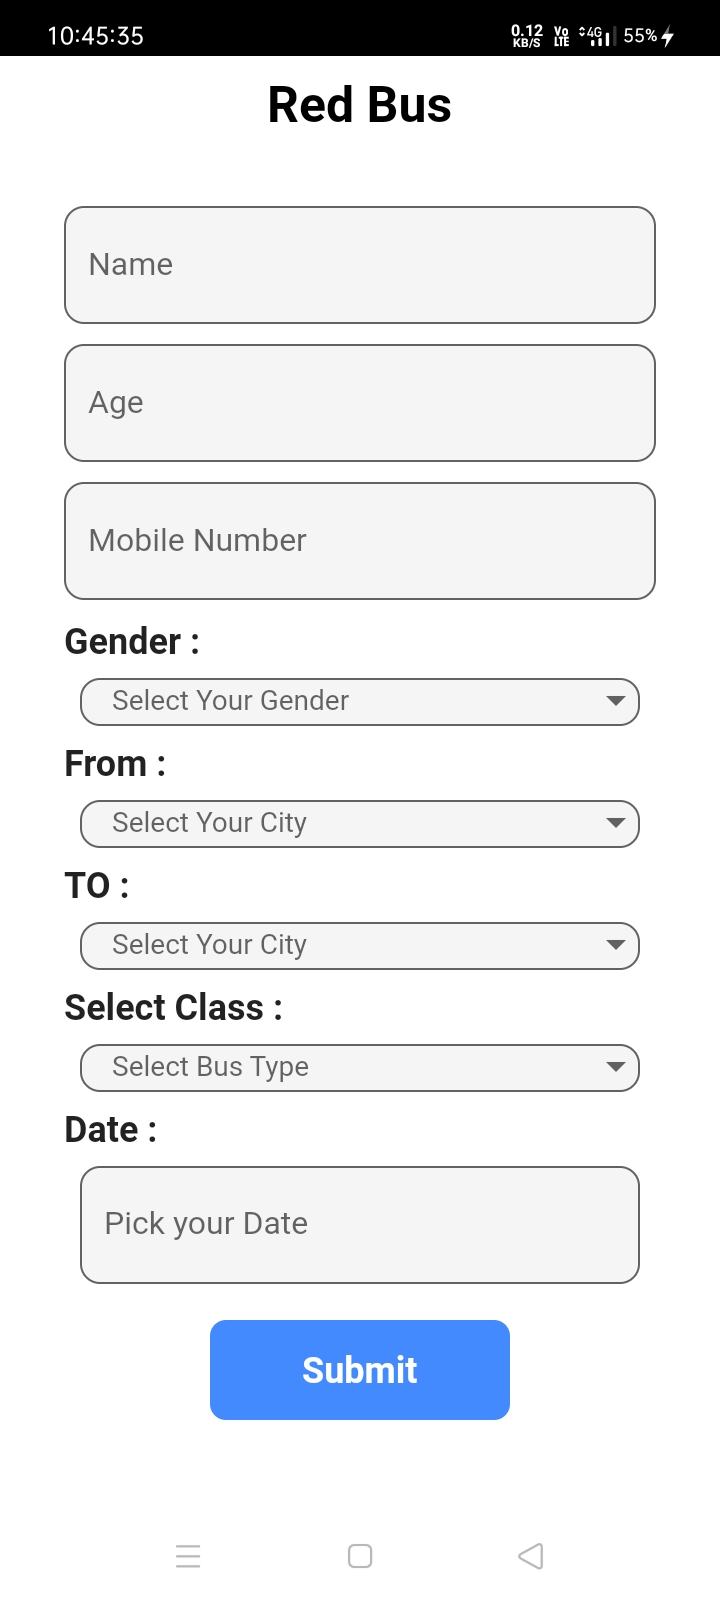 10:45:35 0.12 KB/S Vo LTE 4G 55%
Red Bus
Name
Age
Mobile Number
Gender :
Select Your Gender
From :
Select Your City
TO :
Select Your City
Select Class :
Select Bus Type
Date :
Pick your Date
Submit